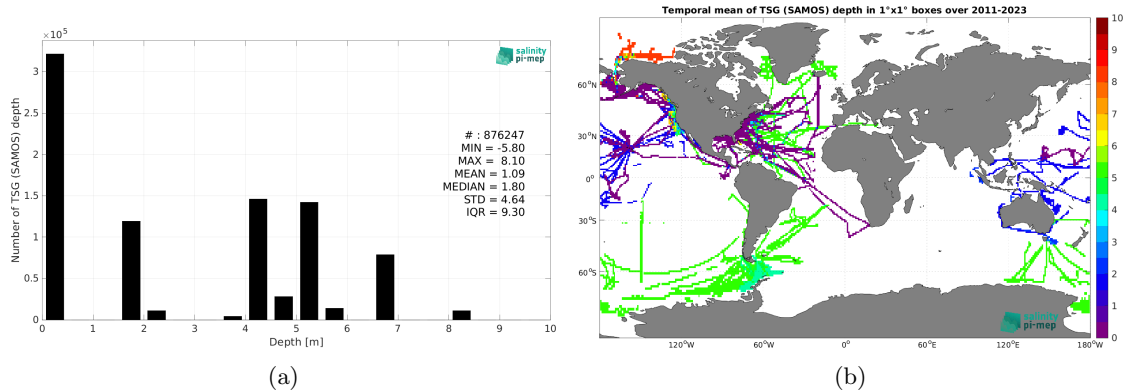 ×10⁵
3
2.5
2
1.5
1
0.5
0
Number of TSG (SAMOS) depth
salinity
pi-mep
# : 876247
MIN = -5.80
MAX = 8.10
MEAN = 1.09
MEDIAN = 1.80
STD = 4.64
IQR = 9.30
0 1 2 3 4 5 6 7 8 9 10
Depth [m]
(a)
Temporal mean of TSG (SAMOS) depth in 1°x1° boxes over 2011-2023
60°N
30°N
0°
30°S
60°S
120°W 60°W 0° 60°E 120°E 180°W
salinity
pi-mep
10
9
8
7
6
5
4
3
2
1
0
(b)